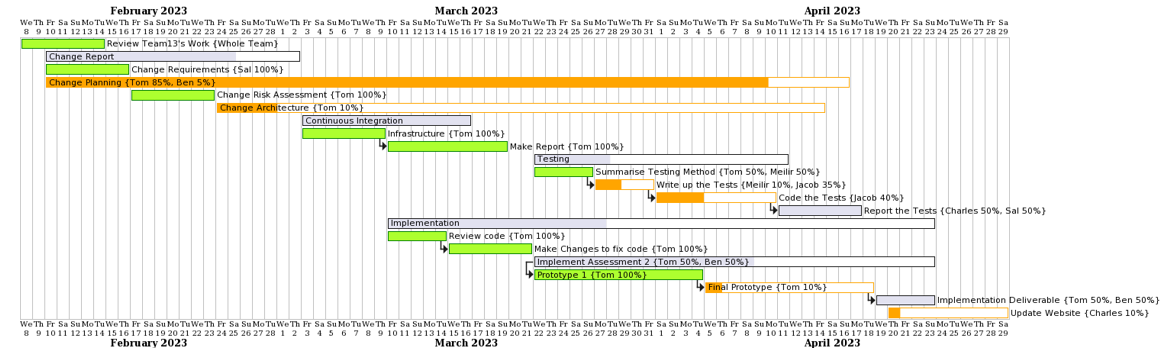 February 2023 March 2023 April 2023
We Th Fr Sa Su Mo Tu We Th Fr Sa Su Mo Tu We Th Fr Sa Su Mo Tu We Th Fr Sa Su Mo Tu We Th Fr Sa Su Mo Tu We Th Fr Sa Su Mo Tu We Th Fr Sa Su Mo Tu We Th Fr Sa Su Mo Tu We Th Fr Sa Su Mo Tu We Th Fr Sa Su Mo Tu We Th Fr Sa Su Mo Tu We Th Fr Sa
8 9 10 11 12 13 14 15 16 17 18 19 20 21 22 23 24 25 26 27 28 1 2 3 4 5 6 7 8 9 10 11 12 13 14 15 16 17 18 19 20 21 22 23 24 25 26 27 28 29 30 31 1 2 3 4 5 6 7 8 9 10 11 12 13 14 15 16 17 18 19 20 21 22 23 24 25 26 27 28 29
Review Team13's Work {Whole Team}
Change Report
Change Requirements {Sal 100%}
Change Planning {Tom 85%, Ben 5%}
Change Risk Assessment {Tom 100%}
Change Architecture {Tom 10%}
Continuous Integration
Infrastructure {Tom 100%}
Make Report {Tom 100%}
Testing
Summarise Testing Method {Tom 50%, Meilir 50%}
Write up the Tests {Meilir 10%, Jacob 35%}
Code the Tests {Jacob 40%}
Report the Tests {Charles 50%, Sal 50%}
Implementation
Review code {Tom 100%}
Make Changes to fix code {Tom 100%}
Implement Assessment 2 {Tom 50%, Ben 50%}
Prototype 1 {Tom 100%}
Final Prototype {Tom 10%}
Implementation Deliverable {Tom 50%, Ben 50%}
Update Website {Charles 10%}
We Th Fr Sa Su Mo Tu We Th Fr Sa Su Mo Tu We Th Fr Sa Su Mo Tu We Th Fr Sa Su Mo Tu We Th Fr Sa Su Mo Tu We Th Fr Sa Su Mo Tu We Th Fr Sa Su Mo Tu We Th Fr Sa Su Mo Tu We Th Fr Sa Su Mo Tu We Th Fr Sa Su Mo Tu We Th Fr Sa Su Mo Tu We Th Fr Sa
8 9 10 11 12 13 14 15 16 17 18 19 20 21 22 23 24 25 26 27 28 1 2 3 4 5 6 7 8 9 10 11 12 13 14 15 16 17 18 19 20 21 22 23 24 25 26 27 28 29 30 31 1 2 3 4 5 6 7 8 9 10 11 12 13 14 15 16 17 18 19 20 21 22 23 24 25 26 27 28 29
February 2023 March 2023 April 2023